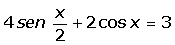 4 sen x/2 + 2 cos x = 3